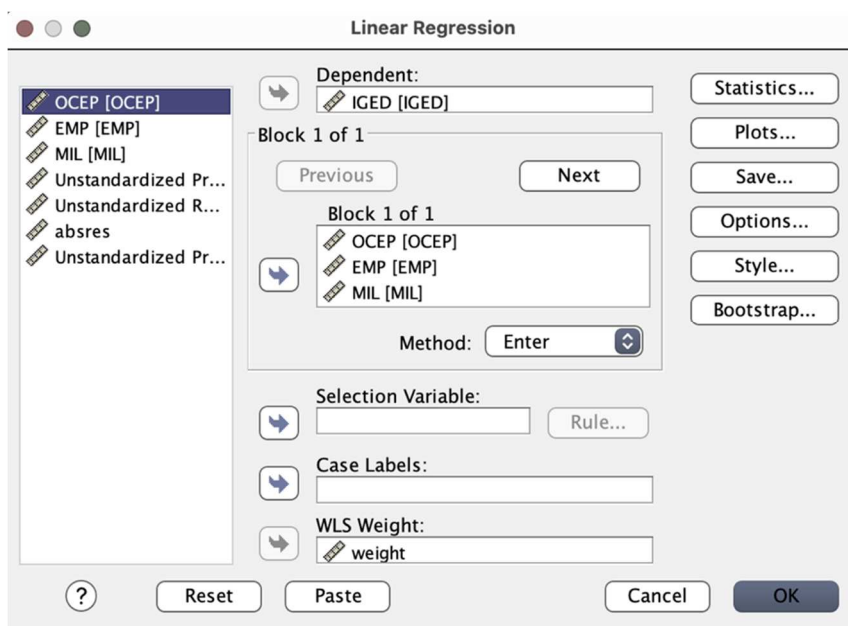 Linear Regression
OCEP [OCEP]
EMP [EMP]
MIL [MIL]
Unstandardized Pr...
Unstandardized R...
absres
Unstandardized Pr...
Dependent:
IGED [IGED]
Block 1 of 1
Previous
Next
Block 1 of 1
OCEP [OCEP]
EMP [EMP]
MIL [MIL]
Method:
Enter
Selection Variable:
Rule...
Case Labels:
WLS Weight:
weight
Statistics...
Plots...
Save...
Options...
Style...
Bootstrap...
?
Reset
Paste
Cancel
OK